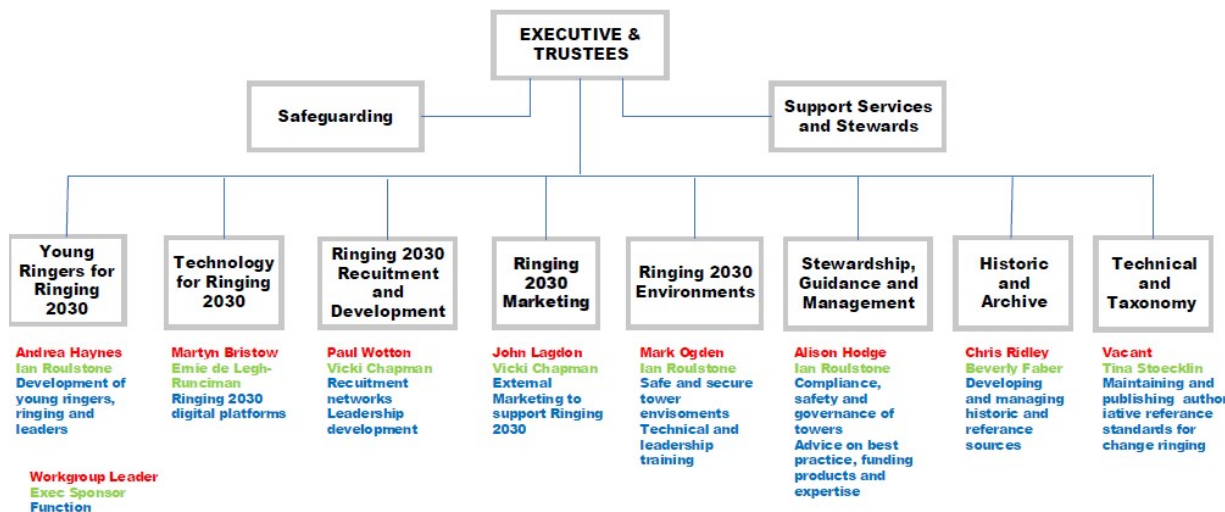 EXECUTIVE &
TRUSTEES
Safeguarding
Support Services
and Stewards
Young
Ringers for
Ringing
2030
Technology
for Ringing
2030
Ringing 2030
Recuitment
and
Development
Ringing
2030
Marketing
Ringing 2030
Environments
Stewardship,
Guidance and
Management
Historic
and
Archive
Technical
and
Taxonomy
Andrea Haynes
Ian Roulstone
Development of
young ringers,
ringing and
leaders
Martyn Bristow
Ernie de Legh-
Runciman
Ringing 2030
digital platforms
Paul Wotton
Vicki Chapman
Recuitment
networks
Leadership
development
John Lagdon
Vicki Chapman
External
Marketing to
support Ringing
2030
Mark Ogden
Ian Roulstone
Safe and secure
tower
envisoments
Technical and
leadership
training
Alison Hodge
Ian Roulstone
Compliance,
safety and
governance of
towers
Advice on best
practice, funding
products and
expertise
Chris Ridley
Beverly Faber
Developing
and managing
historic and
referance
sources
Vacant
Tina Stoecklin
Maintaining and
publishing author
iative referance
standards for
change ringing
Workgroup Leader
Exec Sponsor
Function